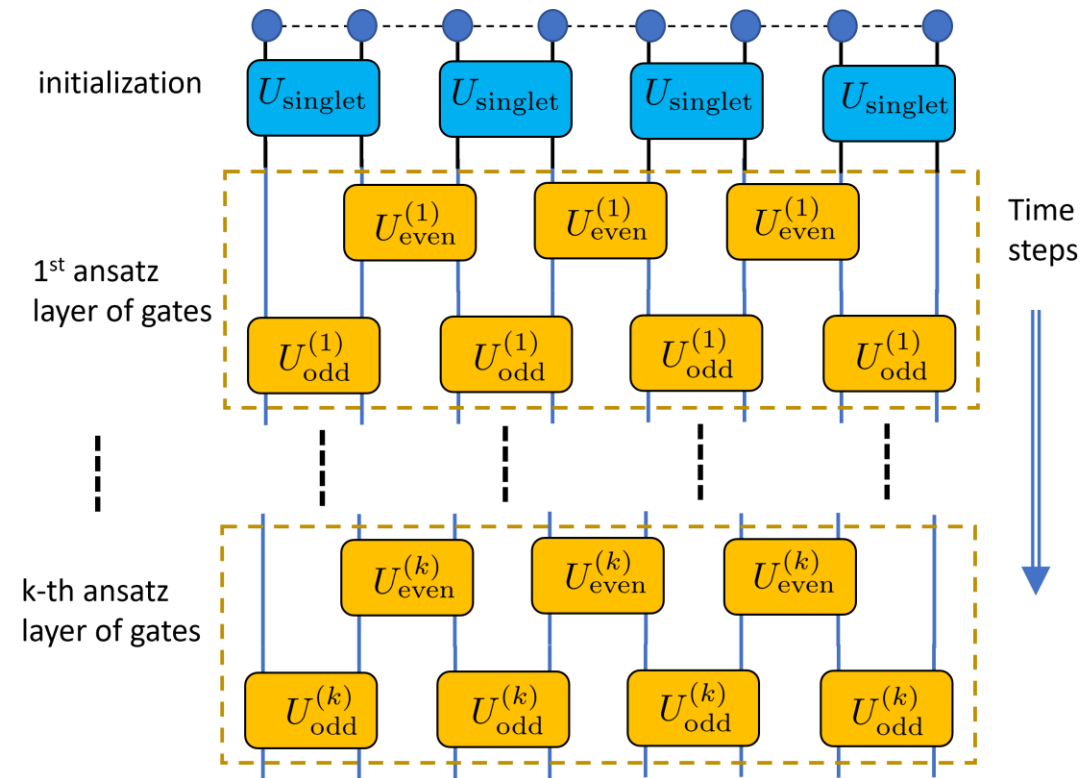 initialization
U_singlet U_singlet U_singlet U_singlet
U_even^(1) U_even^(1) U_even^(1)
Time
steps
1st ansatz
layer of gates
U_odd^(1) U_odd^(1) U_odd^(1) U_odd^(1)
k-th ansatz
layer of gates
U_even^(k) U_even^(k) U_even^(k)
U_odd^(k) U_odd^(k) U_odd^(k) U_odd^(k)